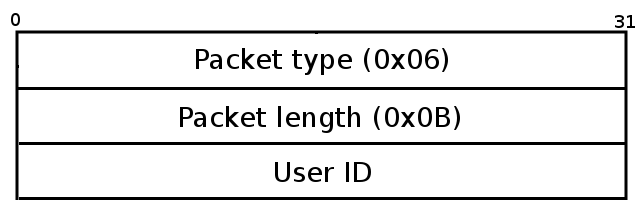 0 31
Packet type (0x06)
Packet length (0x0B)
User ID